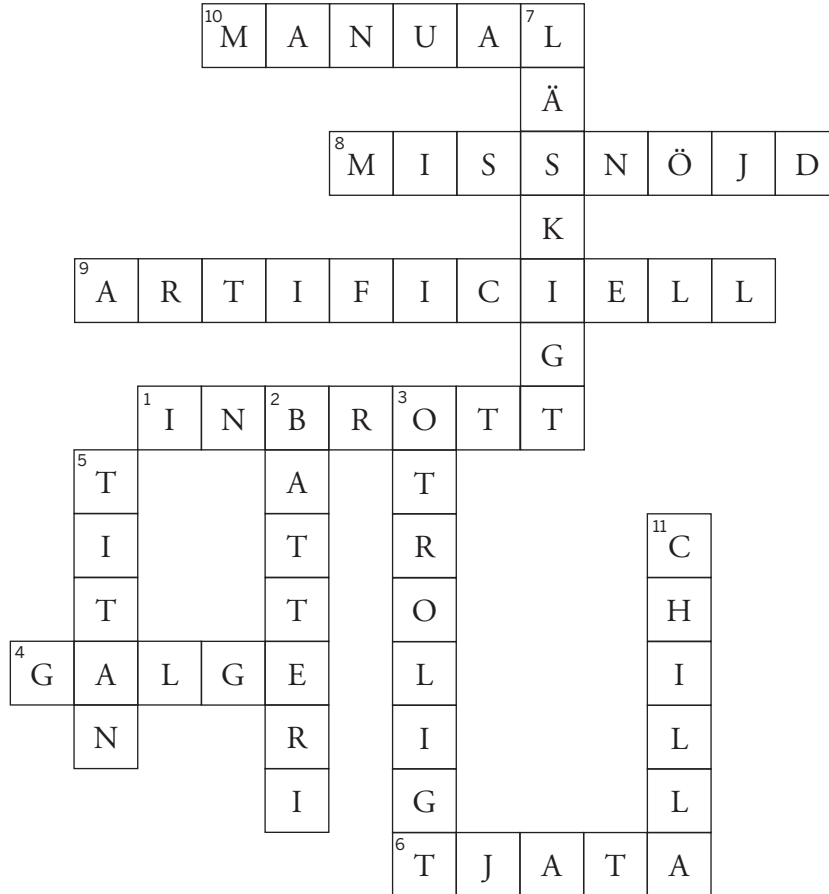 10 M A N U A 7 L
Ä
8 M I S S N Ö J D
K
9 A R T I F I C I E L L
G
1 I N 2 B R 3 O T T
5 T A T
I T R 11 C
T T O H
4 G A L G E L I
N R I L
I G L
6 T J A T A